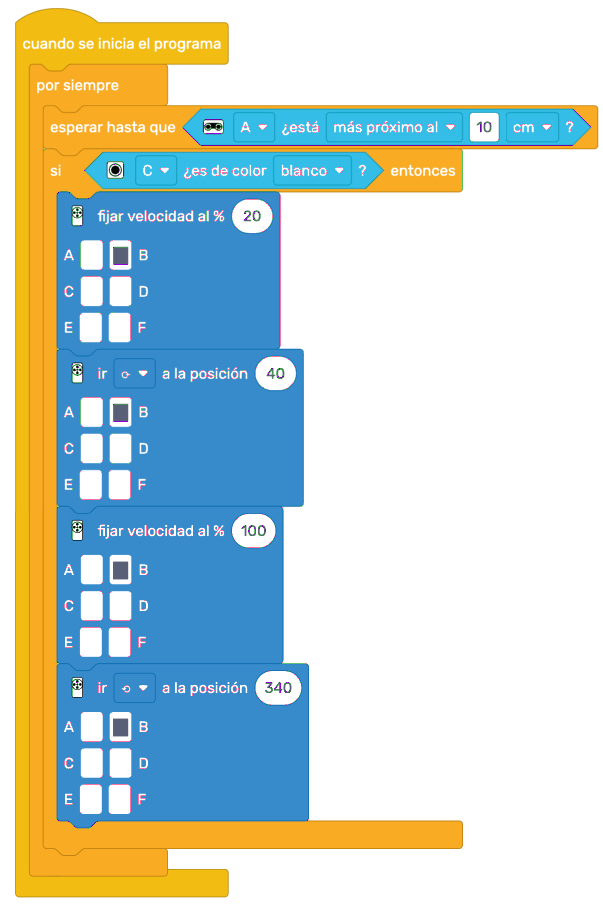 cuando se inicia el programa
por siempre
esperar hasta que A ¿está más próximo al 10 cm ?
si C ¿es de color blanco ? entonces
fijar velocidad al % 20
A B
C D
E F
ir a la posición 40
A B
C D
E F
fijar velocidad al % 100
A B
C D
E F
ir a la posición 340
A B
C D
E F